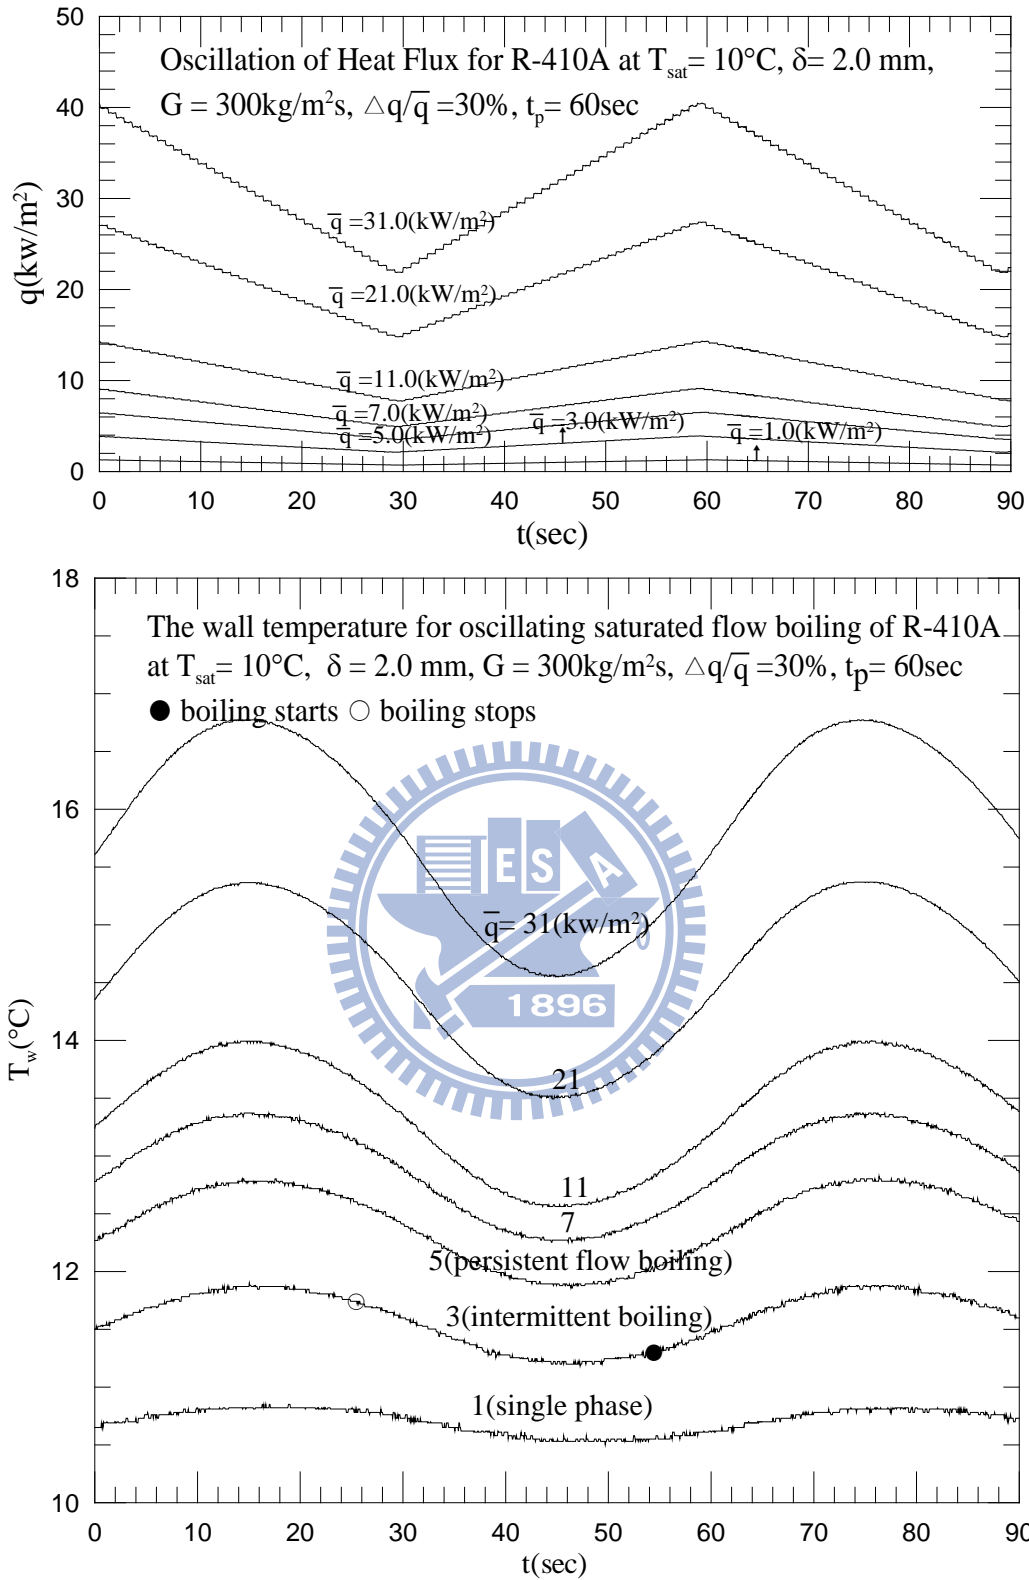 50
40
30
20
10
0
q(kw/m²)
Oscillation of Heat Flux for R-410A at T_sat= 10°C, δ= 2.0 mm,
G = 300kg/m²s, △q/q̅ =30%, t_p= 60sec
q̅ =31.0(kW/m²)
q̅ =21.0(kW/m²)
q̅ =11.0(kW/m²)
q̅ =7.0(kW/m²)
q̅ =5.0(kW/m²)
q̅ =3.0(kW/m²)
q̅ =1.0(kW/m²)
0 10 20 30 40 50 60 70 80 90
t(sec)
18
16
14
12
10
T_w(°C)
The wall temperature for oscillating saturated flow boiling of R-410A
at T_sat= 10°C, δ = 2.0 mm, G = 300kg/m²s, △q/q̅ =30%, t_p= 60sec
● boiling starts ○ boiling stops
E S A
q̅= 31(kw/m²)
1896
21
11
7
5(persistent flow boiling)
3(intermittent boiling)
1(single phase)
0 10 20 30 40 50 60 70 80 90
t(sec)